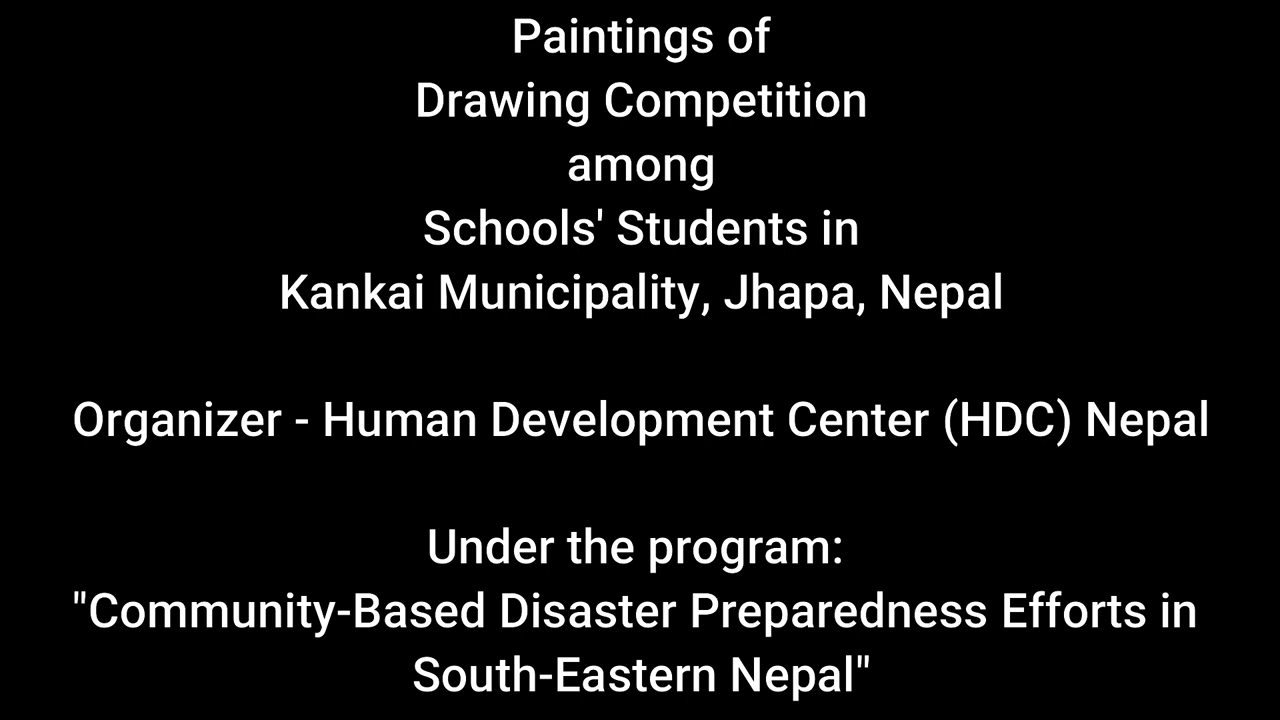 Paintings of
Drawing Competition
among
Schools' Students in
Kankai Municipality, Jhapa, Nepal
Organizer - Human Development Center (HDC) Nepal
Under the program:
"Community-Based Disaster Preparedness Efforts in
South-Eastern Nepal"